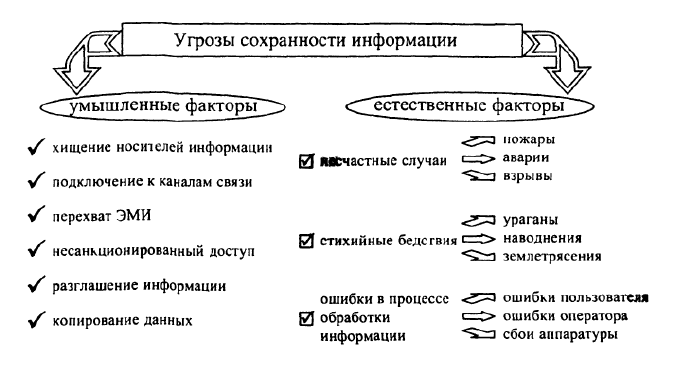 Угрозы сохранности информации
умышленные факторы
хищение носителей информации
подключение к каналам связи
перехват ЭМИ
несанкционированный доступ
разглашение информации
копирование данных
естественные факторы
несчастные случаи
пожары
аварии
взрывы
стихийные бедствия
ураганы
наводнения
землетрясения
ошибки в процессе
обработки
информации
ошибки пользователя
ошибки оператора
сбои аппаратуры